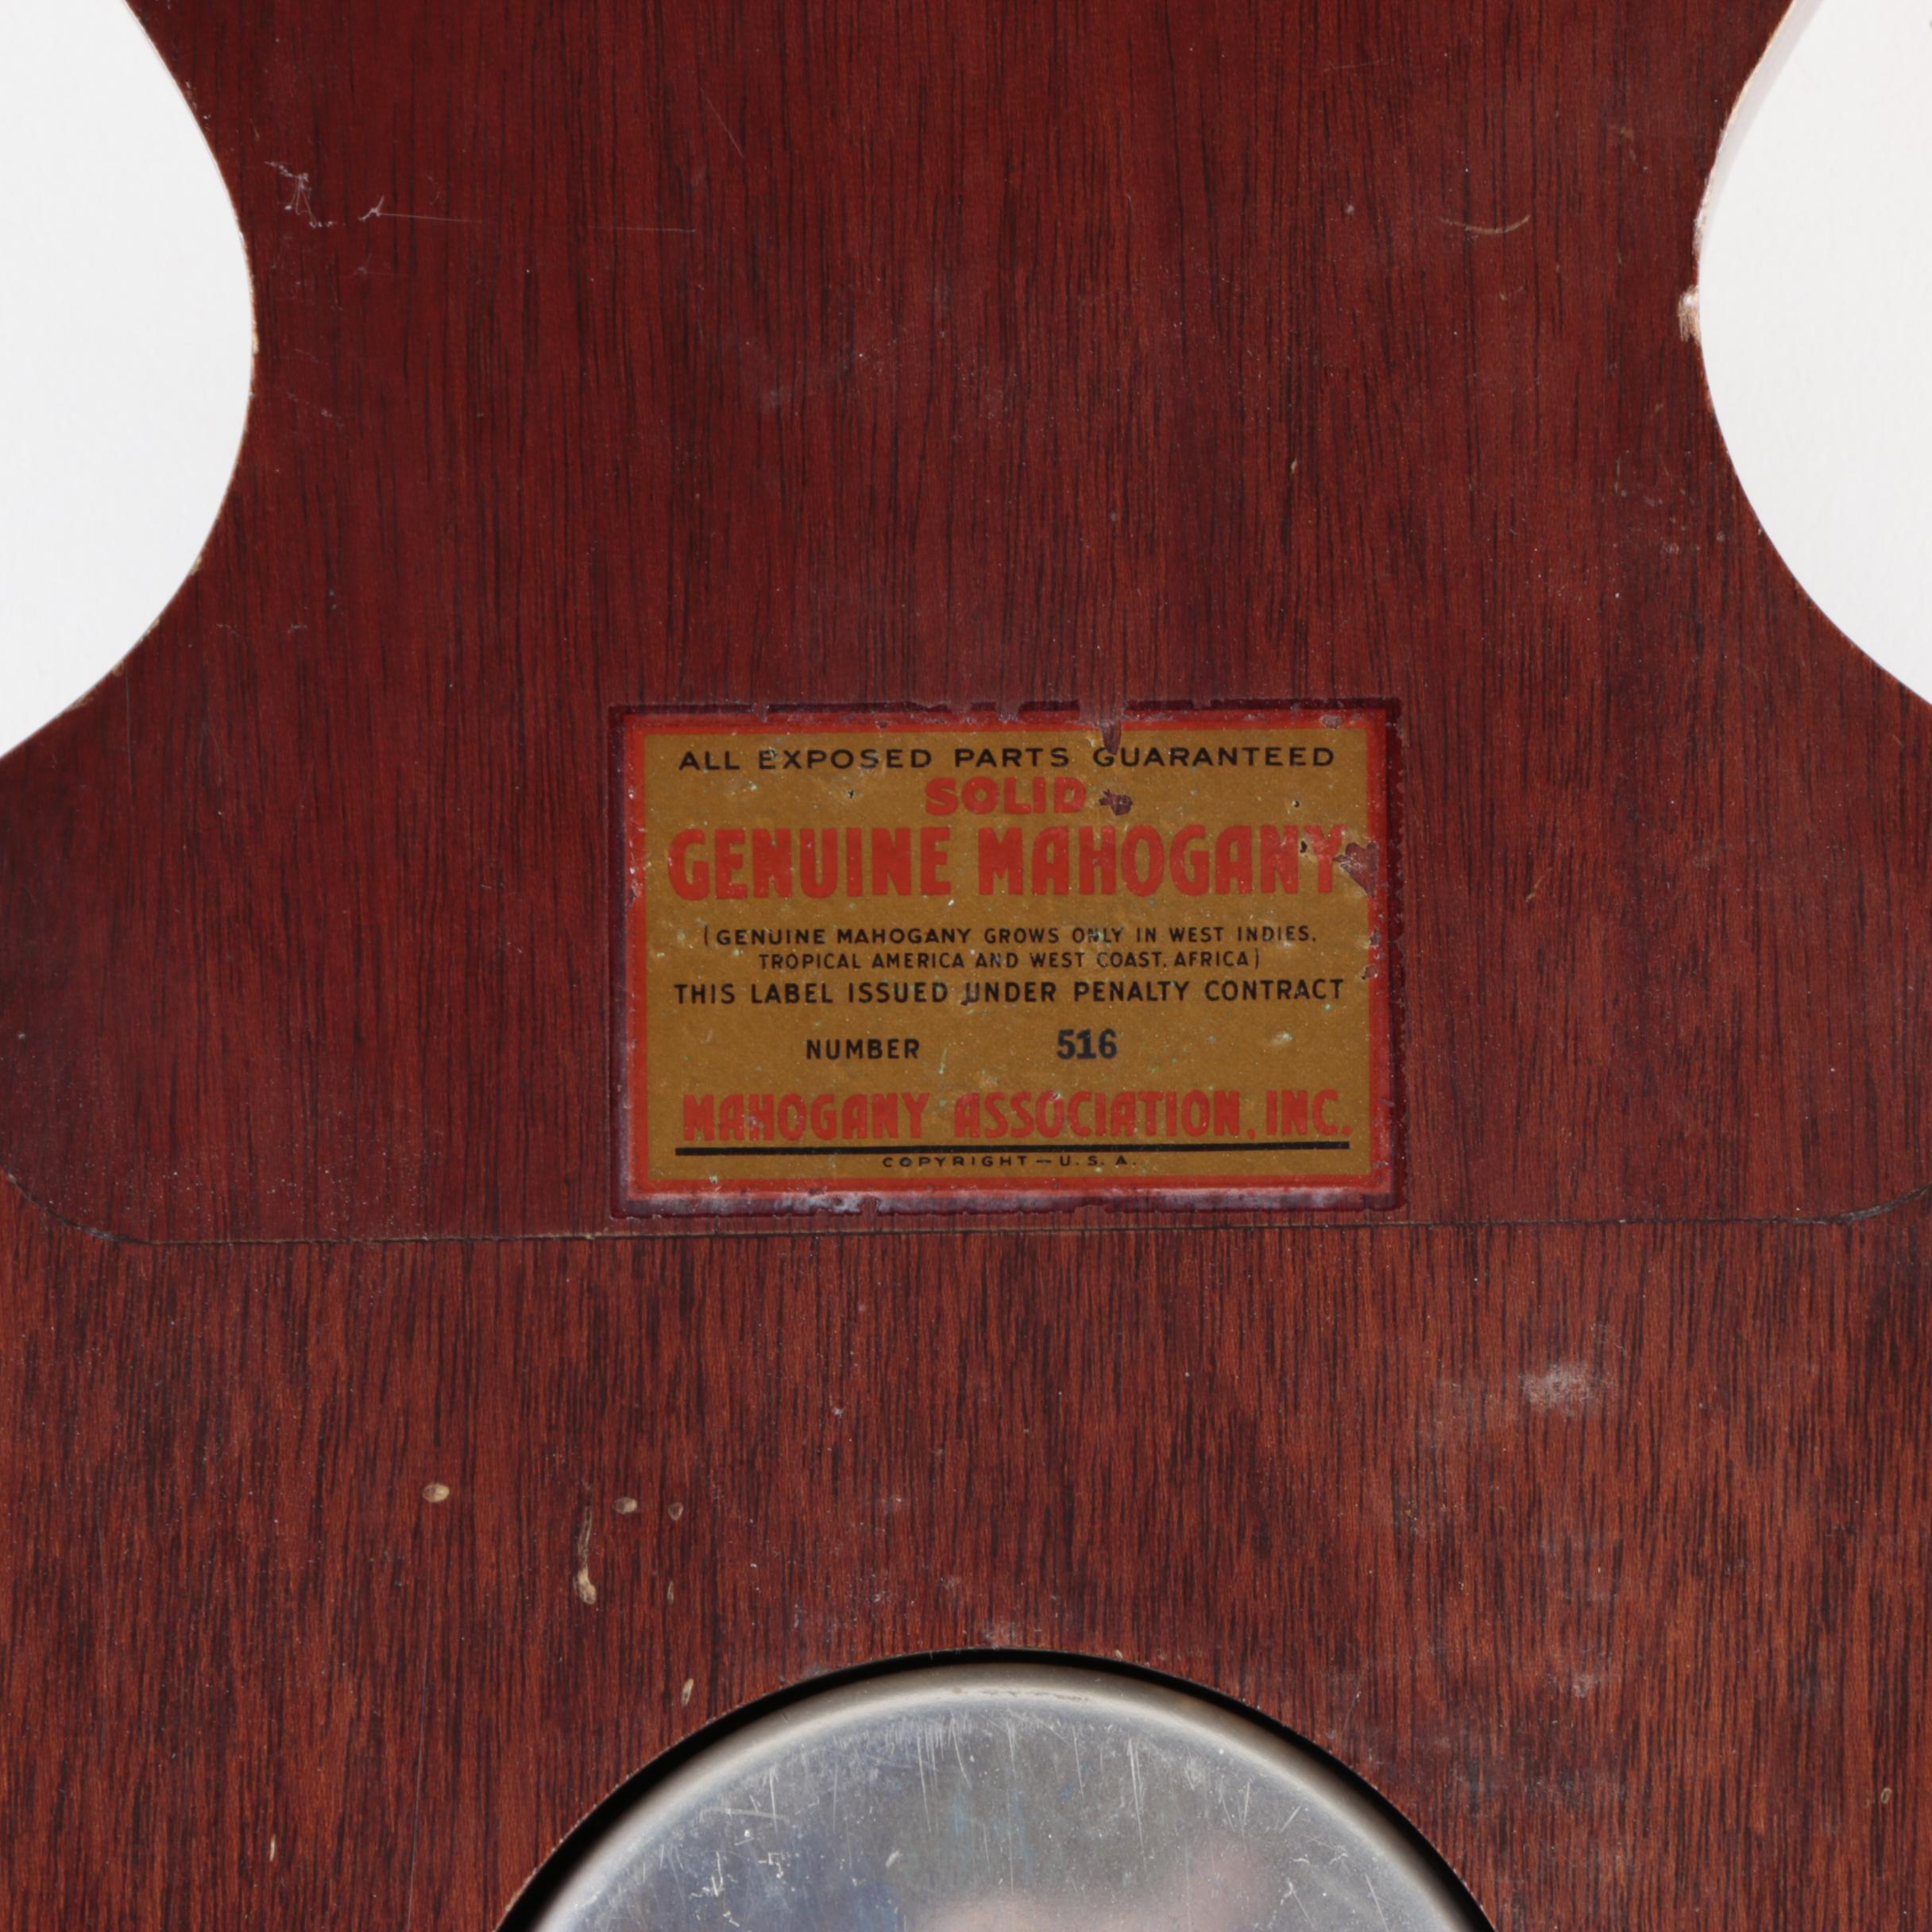 ALL EXPOSED PARTS GUARANTEED
SOLID
GENUINE MAHOGANY
(GENUINE MAHOGANY GROWS ONLY IN WEST INDIES,
TROPICAL AMERICA AND WEST COAST, AFRICA)
THIS LABEL ISSUED UNDER PENALTY CONTRACT
NUMBER 516
MAHOGANY ASSOCIATION, INC.
COPYRIGHT—U.S.A.